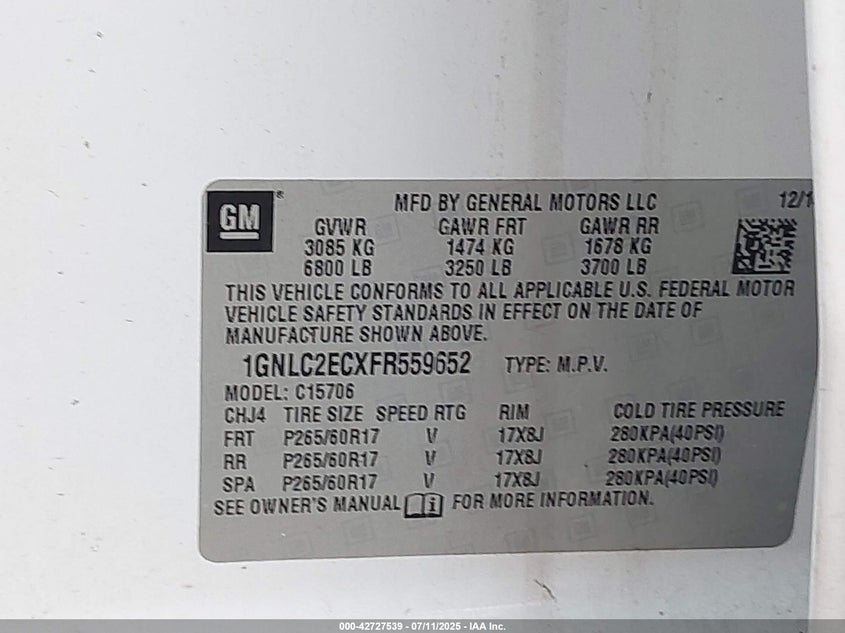 GM
MFD BY GENERAL MOTORS LLC
GVWR GAWR FRT GAWR RR
3085 KG 1474 KG 1678 KG
6800 LB 3250 LB 3700 LB
THIS VEHICLE CONFORMS TO ALL APPLICABLE U.S. FEDERAL MOTOR
VEHICLE SAFETY STANDARDS IN EFFECT ON THE DATE OF
MANUFACTURE SHOWN ABOVE.
1GNLC2ECXFR559652 TYPE: M.P.V.
MODEL: C15706
CHJ4 TIRE SIZE SPEED RTG RIM COLD TIRE PRESSURE
FRT P265/60R17 V 17X8J 280KPA(40PSI)
RR P265/60R17 V 17X8J 280KPA(40PSI)
SPA P265/60R17 V 17X8J 280KPA(40PSI)
SEE OWNER'S MANUAL i FOR MORE INFORMATION.
000-42727539 - 07/11/2025 - IAA Inc.